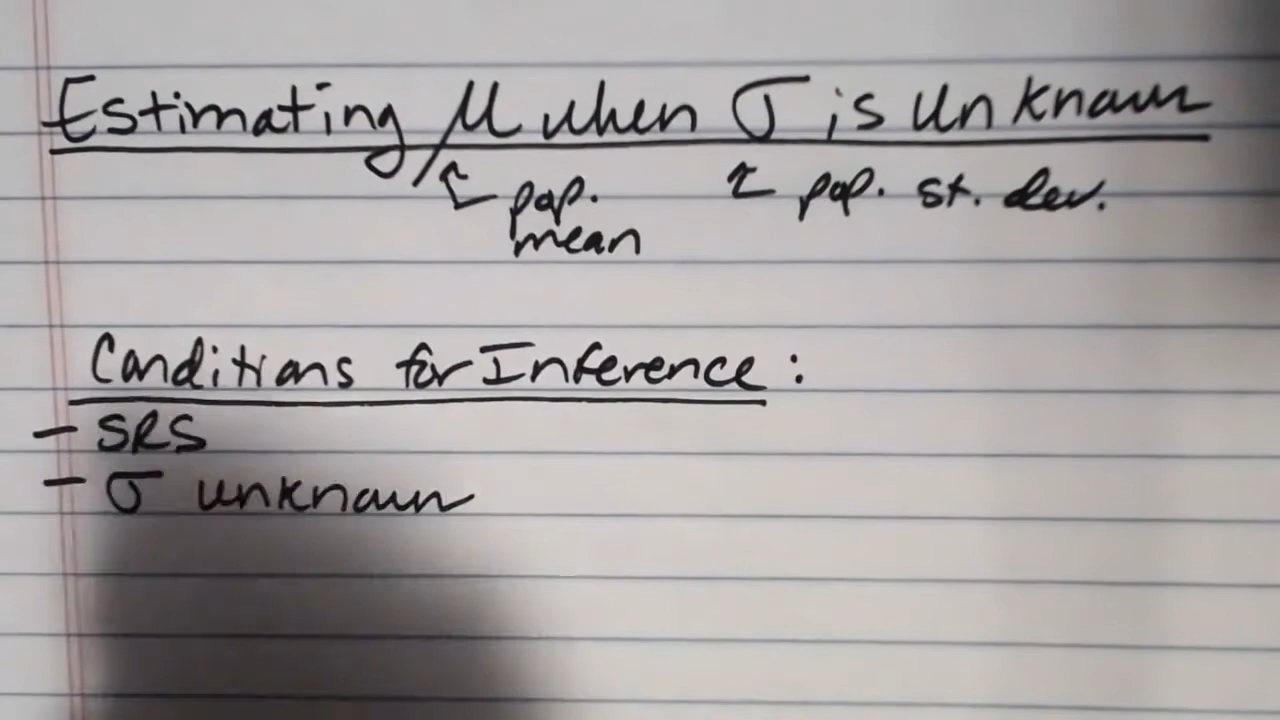 Estimating μ when σ is unknown
pop. mean
pop. st. dev.
Conditions for Inference:
- SRS
- σ unknown